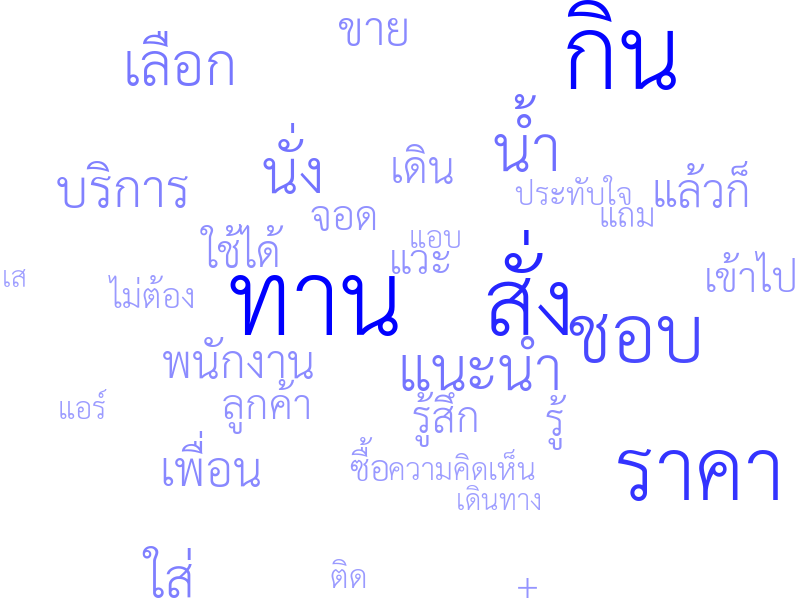 ขาย
กิน
เลือก
น้ำ
นั่ง
เดิน
บริการ
ประทับใจ
แล้วก็
จอด
แถม
ใช้ได้
แอบ
แวะ
เข้าไป
เส
ไม่ต้อง
ทาน
สั่ง
ชอบ
พนักงาน
แนะนำ
ลูกค้า
แอร์
รู้สึก
รู้
เพื่อน
ซื้อ
ความคิดเห็น
ราคา
เดินทาง
ใส่
ติด
+